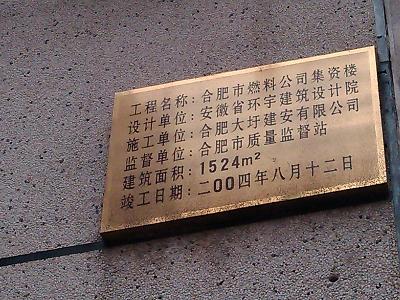 工程名称:合肥市燃料公司集资楼
设计单位:安徽省环宇建筑设计院
施工单位:合肥大圩建安有限公司
监督单位:合肥市质量监督站
建筑面积:1524m²
竣工日期:二00四年八月十二日